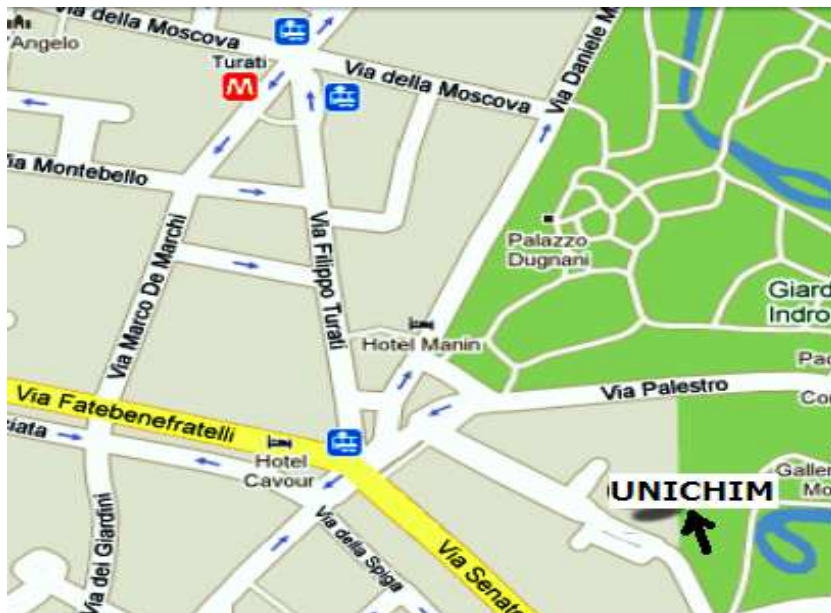 Via della Moscova
'Angelo
Turati
M
Via della Moscova
Via Daniele M
Via Montebello
Via Marco De Marchi
Via Filippo Turati
Palazzo
Dugnani
Giard
Indro
Hotel Manin
Via Palestro
Via Fatebenefratelli
Hotel
Cavour
UNICHIM
Via dei Giardini
Via della Spiga
Via Senato